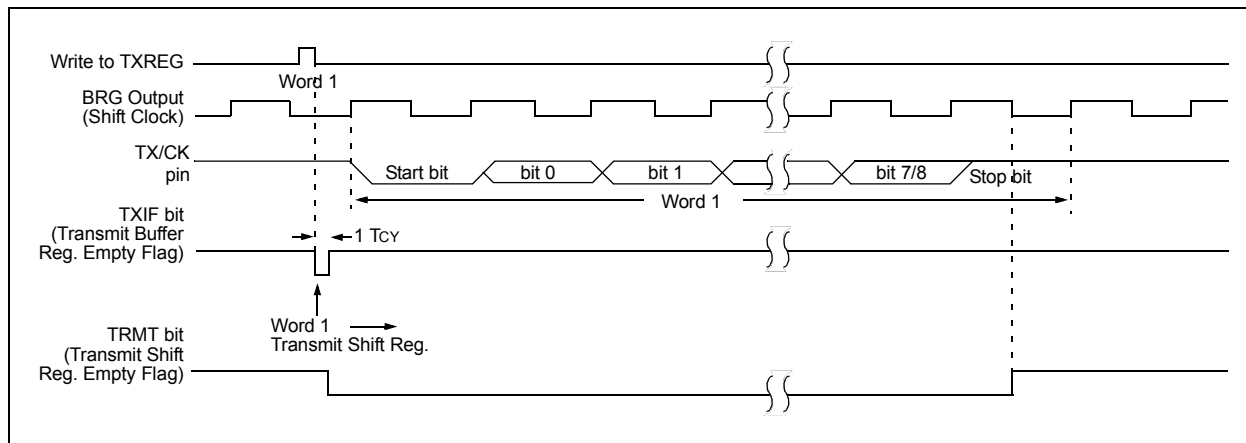 Write to TXREG
Word 1
BRG Output
(Shift Clock)
TX/CK
pin
Start bit
bit 0
bit 1
bit 7/8
Stop bit
Word 1
TXIF bit
(Transmit Buffer
Reg. Empty Flag)
1 TCY
Word 1
Transmit Shift Reg.
TRMT bit
(Transmit Shift
Reg. Empty Flag)